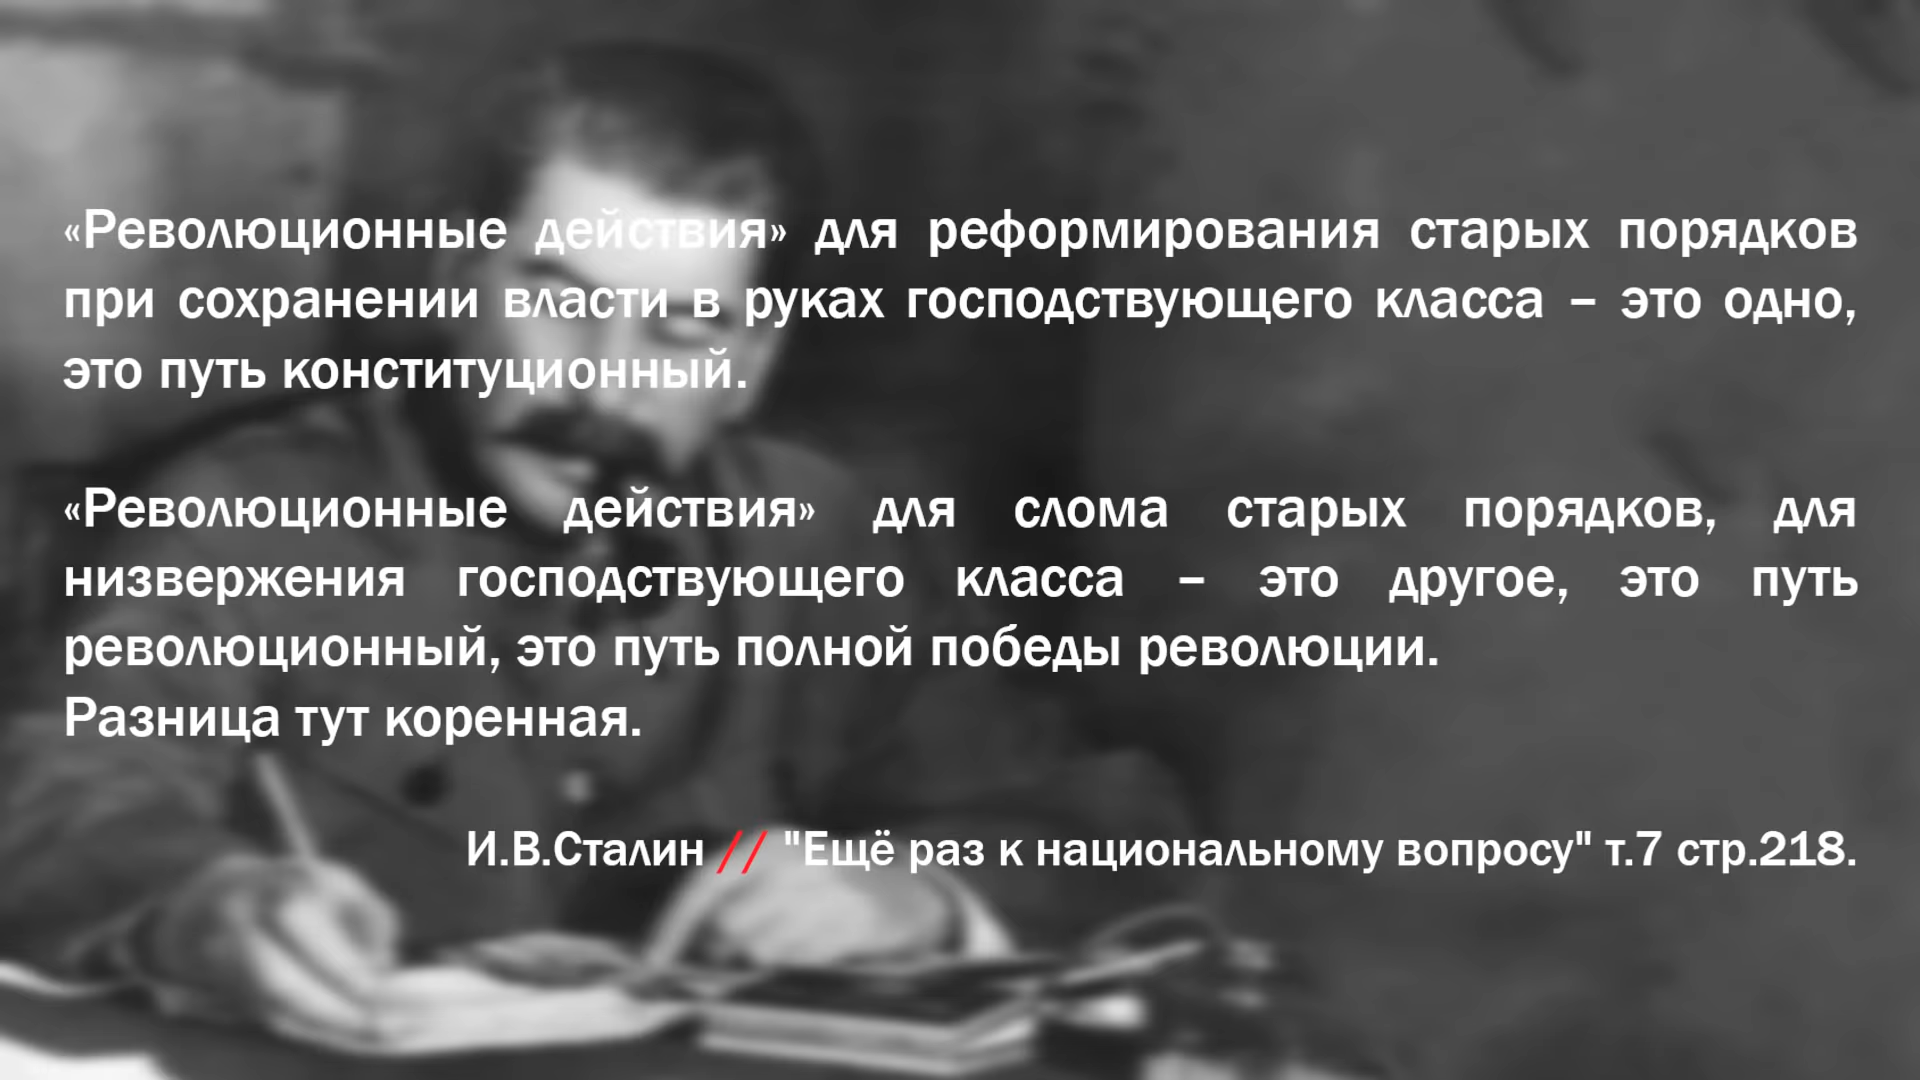 «Революционные действия» для реформирования старых порядков
при сохранении власти в руках господствующего класса – это одно,
это путь конституционный.
«Революционные действия» для слома старых порядков, для
низвержения господствующего класса – это другое, это путь
революционный, это путь полной победы революции.
Разница тут коренная.
И.В.Сталин // "Ещё раз к национальному вопросу" т.7 стр.218.